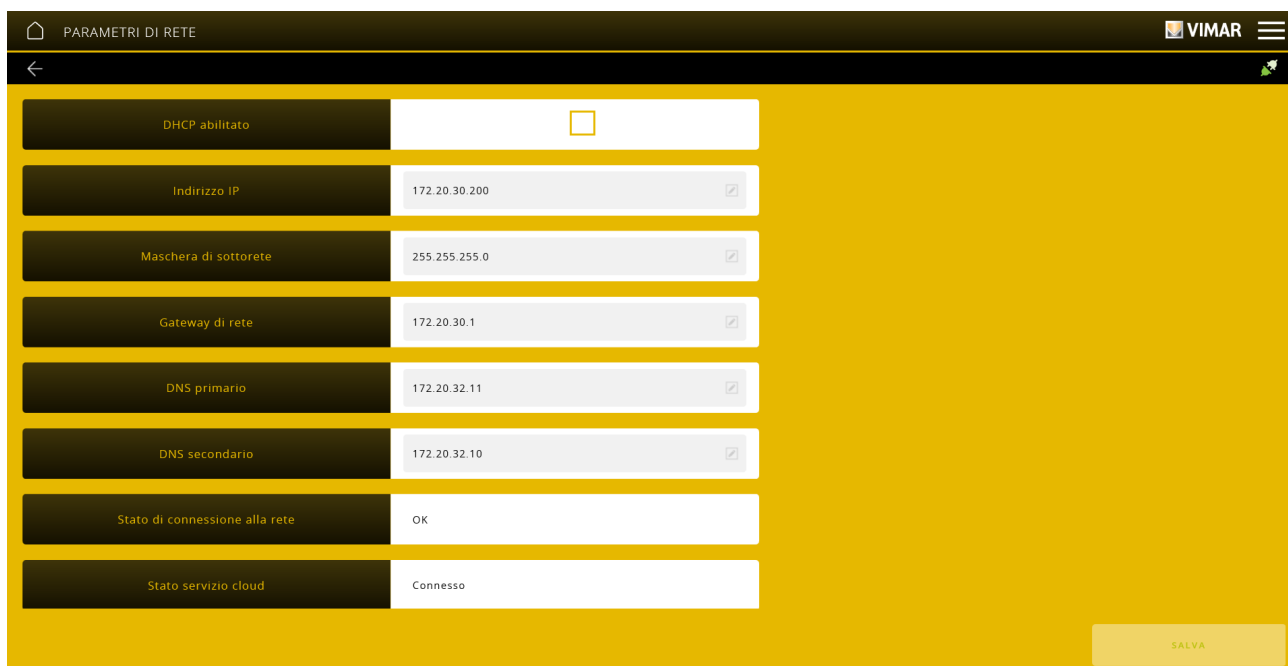 PARAMETRI DI RETE
VIMAR
DHCP abilitato
Indirizzo IP
172.20.30.200
Maschera di sottorete
255.255.255.0
Gateway di rete
172.20.30.1
DNS primario
172.20.32.11
DNS secondario
172.20.32.10
Stato di connessione alla rete
OK
Stato servizio cloud
Connesso
SALVA